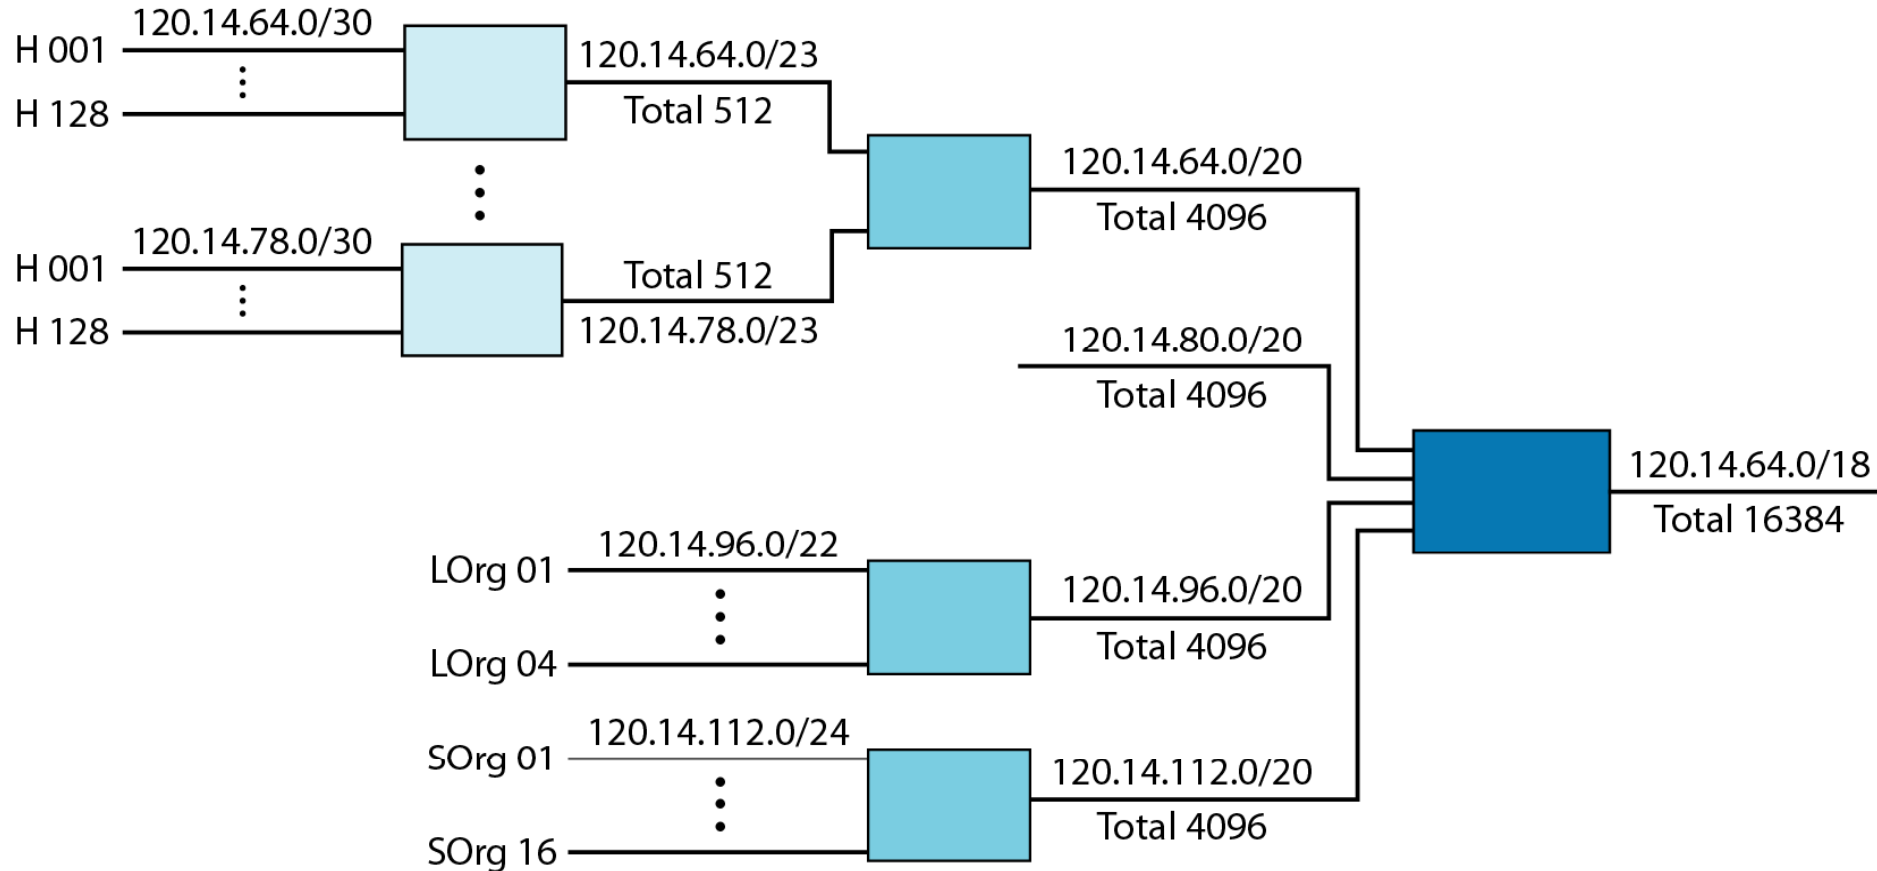 120.14.64.0/30
H 001
H 128
120.14.64.0/23
Total 512
120.14.78.0/30
H 001
H 128
Total 512
120.14.78.0/23
120.14.64.0/20
Total 4096
120.14.80.0/20
Total 4096
LOrg 01
120.14.96.0/22
LOrg 04
120.14.96.0/20
Total 4096
SOrg 01
120.14.112.0/24
SOrg 16
120.14.112.0/20
Total 4096
120.14.64.0/18
Total 16384